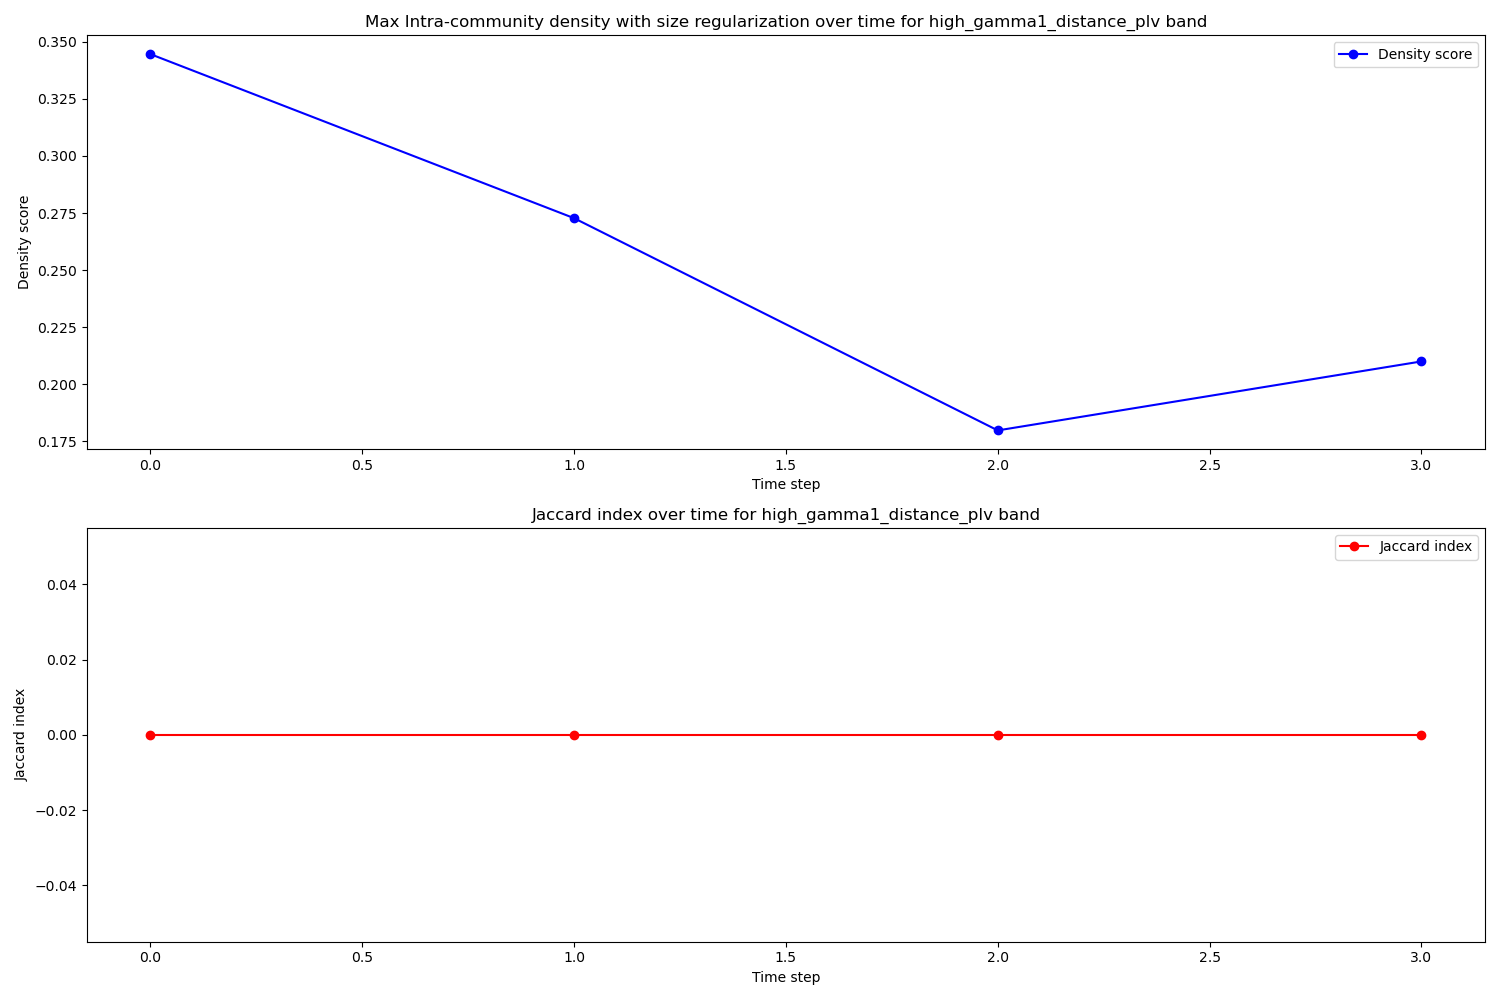 Max Intra-community density with size regularization over time for high_gamma1_distance_plv band
Density score
0.350
0.325
0.300
0.275
0.250
0.225
0.200
0.175
Density score
0.0 0.5 1.0 1.5 2.0 2.5 3.0
Time step
Jaccard index over time for high_gamma1_distance_plv band
Jaccard index
0.04
0.02
0.00
−0.02
−0.04
Jaccard index
0.0 0.5 1.0 1.5 2.0 2.5 3.0
Time step